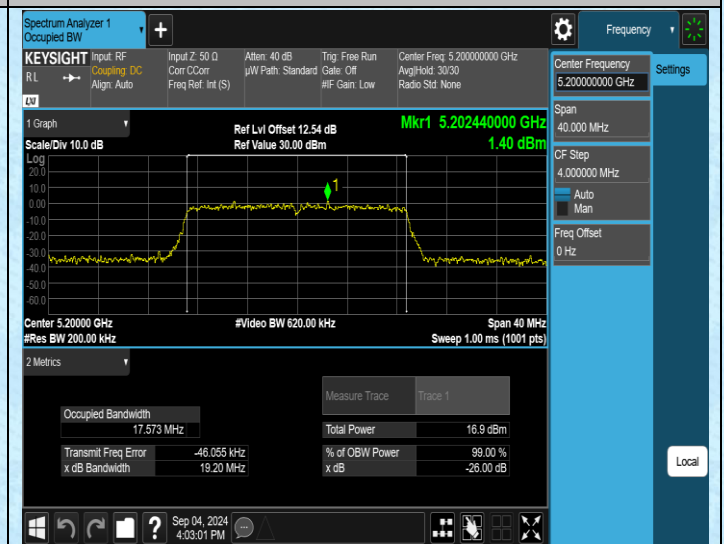 Spectrum Analyzer 1
Occupied BW
Frequency
KEYSIGHT
R L
LXI
Input: RF
Coupling: DC
Align: Auto
Input Z: 50 Ω
Corr CCorr
Freq Ref: Int (S)
Atten: 40 dB
µW Path: Standard
Trig: Free Run
Gate: Off
#IF Gain: Low
Center Freq: 5.200000000 GHz
Avg|Hold: 30/30
Radio Std: None
Center Frequency
5.200000000 GHz
Settings
Span
40.000 MHz
CF Step
4.000000 MHz
Auto
Man
Freq Offset
0 Hz
Local
1 Graph
Scale/Div 10.0 dB
Ref Lvl Offset 12.54 dB
Ref Value 30.00 dBm
Mkr1 5.202440000 GHz
1.40 dBm
Log
20.0
10.0
0.00
-10.0
-20.0
-30.0
-40.0
-50.0
-60.0
1
Center 5.20000 GHz
#Res BW 200.00 kHz
#Video BW 620.00 kHz
Span 40 MHz
Sweep 1.00 ms (1001 pts)
2 Metrics
Measure Trace
Trace 1
Occupied Bandwidth
17.573 MHz
Total Power
16.9 dBm
Transmit Freq Error
-46.055 kHz
% of OBW Power
99.00 %
x dB Bandwidth
19.20 MHz
x dB
-26.00 dB
Sep 04, 2024
4:03:01 PM